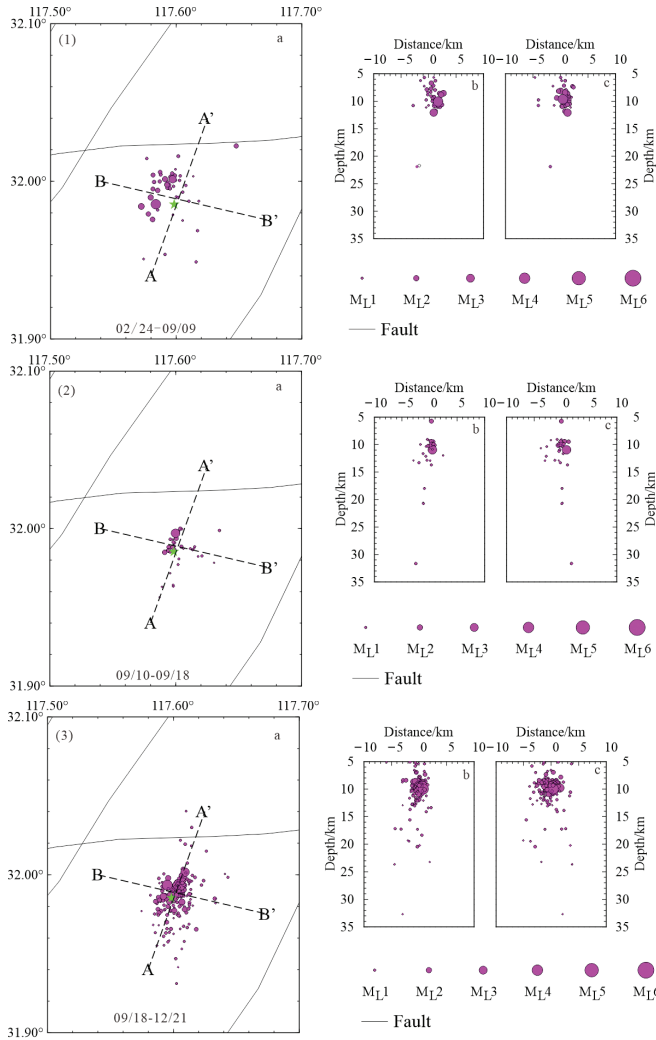 117.50° 117.60° 117.70°
32.10°
32.00°
31.90°
(1)
a
A'
B
B'
A
02/24-09/09
Distance/km
-10 -5 0 5 10
Depth/km
5
10
15
20
25
30
35
b
Distance/km
-10 -5 0 5 10
c
Depth/km
5
10
15
20
25
30
35
ML1 ML2 ML3 ML4 ML5 ML6
Fault
117.50° 117.60° 117.70°
32.10°
32.00°
31.90°
(2)
a
A'
B
B'
A
09/10-09/18
Distance/km
-10 -5 0 5 10
Depth/km
5
10
15
20
25
30
35
b
Distance/km
-10 -5 0 5 10
c
Depth/km
5
10
15
20
25
30
35
ML1 ML2 ML3 ML4 ML5 ML6
Fault
117.50° 117.60° 117.70°
32.10°
32.00°
31.90°
(3)
a
A'
B
B'
A
09/18-12/21
Distance/km
-10 -5 0 5 10
Depth/km
5
10
15
20
25
30
35
b
Distance/km
-10 -5 0 5 10
c
Depth/km
5
10
15
20
25
30
35
ML1 ML2 ML3 ML4 ML5 ML6
Fault